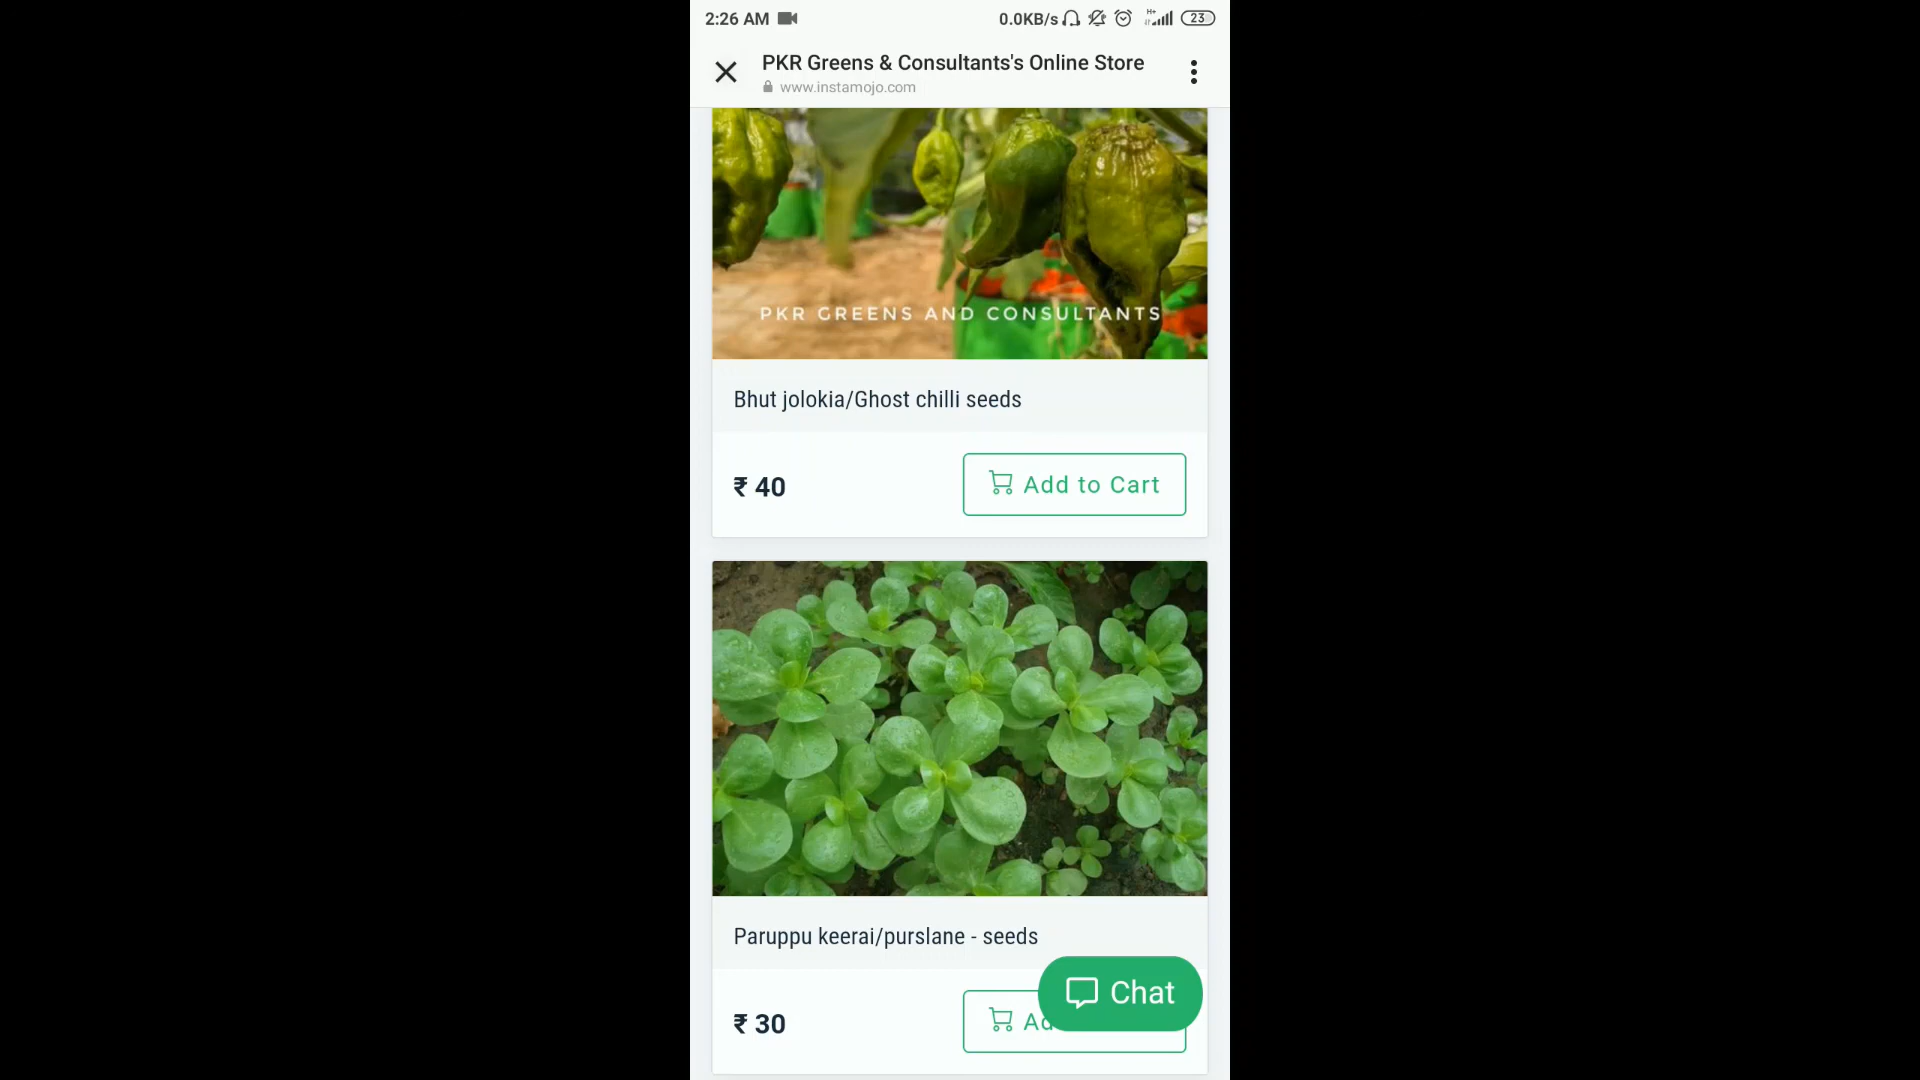 2:26 AM 0.0KB/s H+ 23
PKR Greens & Consultants's Online Store
www.instamojo.com
PKR GREENS AND CONSULTANTS
Bhut jolokia/Ghost chilli seeds
₹ 40 Add to Cart
Paruppu keerai/purslane - seeds
Chat
₹ 30 Ad